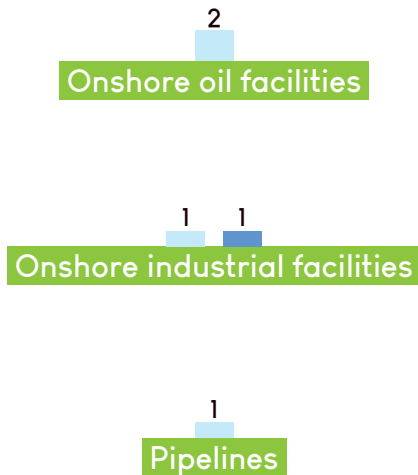 2
Onshore oil facilities
1 1
Onshore industrial facilities
1
Pipelines